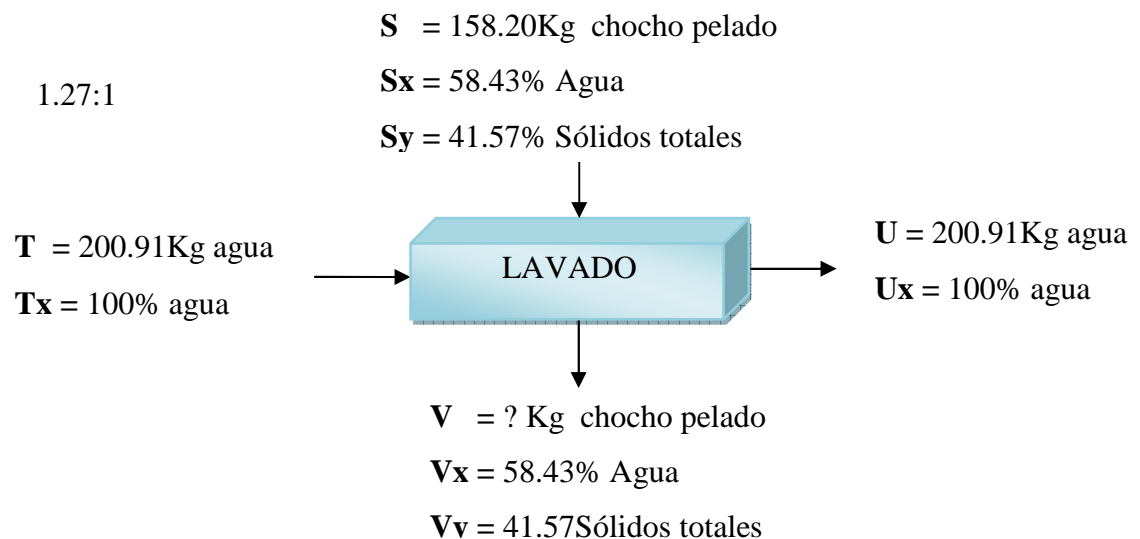 S = 158.20Kg chocho pelado
1.27:1
Sx = 58.43% Agua
Sy = 41.57% Sólidos totales
T = 200.91Kg agua
Tx = 100% agua
LAVADO
U = 200.91Kg agua
Ux = 100% agua
V = ? Kg chocho pelado
Vx = 58.43% Agua
Vy = 41.57Sólidos totales